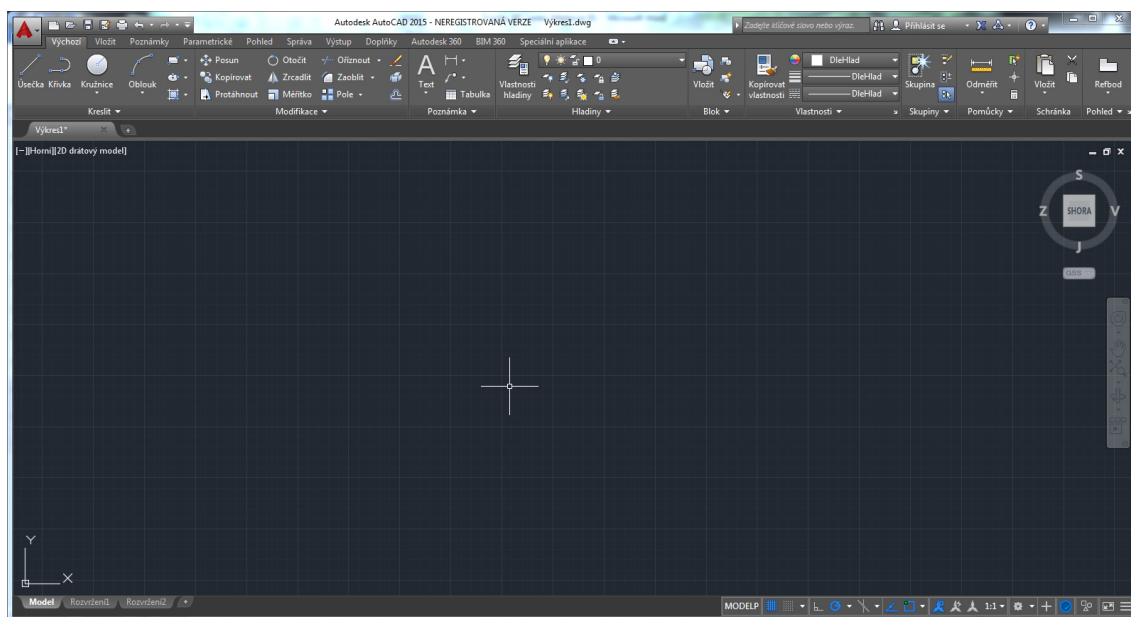 Autodesk AutoCAD 2015 - NEREGISTROVANÁ VERZE Výkres1.dwg Zadejte klíčové slovo nebo výraz. Přihlásit se
Výchozí Vložit Poznámky Parametrické Pohled Správa Výstup Doplňky Autodesk 360 BIM 360 Speciální aplikace
Posun Otočit Oříznout 0 DleHlad
Kopírovat Zrcadlit Zaoblit DleHlad
Úsečka Křivka Kružnice Oblouk Text Vlastnosti hladiny Vložit Kopírovat vlastnosti Skupina Odměřit Vložit Refbod
Protáhnout Měřítko Pole Tabulka DleHlad
Kreslit Modifikace Poznámka Hladiny Blok Vlastnosti Skupiny Pomůcky Schránka Pohled
Výkres1*
[−][Horní][2D drátový model]
S
Z SHORA V
J
GSS
Y
X
Model Rozvržení1 Rozvržení2 +
MODELP 1:1